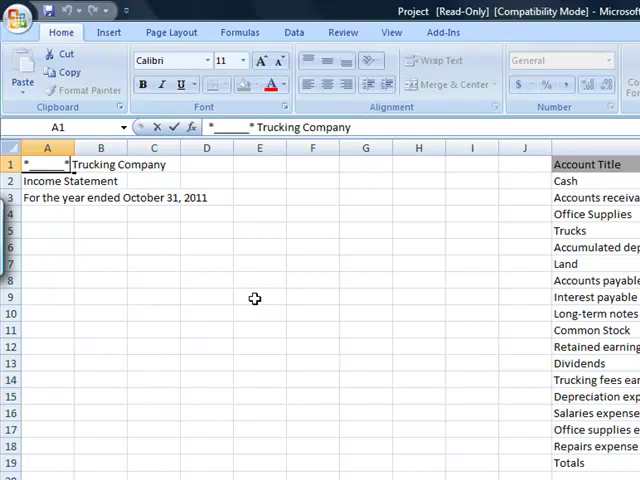 Project [Read-Only] [Compatibility Mode] - Microsof
Home Insert Page Layout Formulas Data Review View Add-Ins
Cut
Copy
Format Painter
Paste
Clipboard
Calibri 11 A A
B I U A
Font
Wrap Text
Merge & Center
Alignment
General
$ % ,
Number
A1 *______* Trucking Company
A B C D E F G H I J
1 *______* Trucking Company Account Title
2 Income Statement Cash
3 For the year ended October 31, 2011 Accounts receiva
4 Office Supplies
5 Trucks
6 Accumulated dep
7 Land
8 Accounts payable
9 Interest payable
10 Long-term notes
11 Common Stock
12 Retained earning
13 Dividends
14 Trucking fees ear
15 Depreciation exp
16 Salaries expense
17 Office supplies e
18 Repairs expense
19 Totals